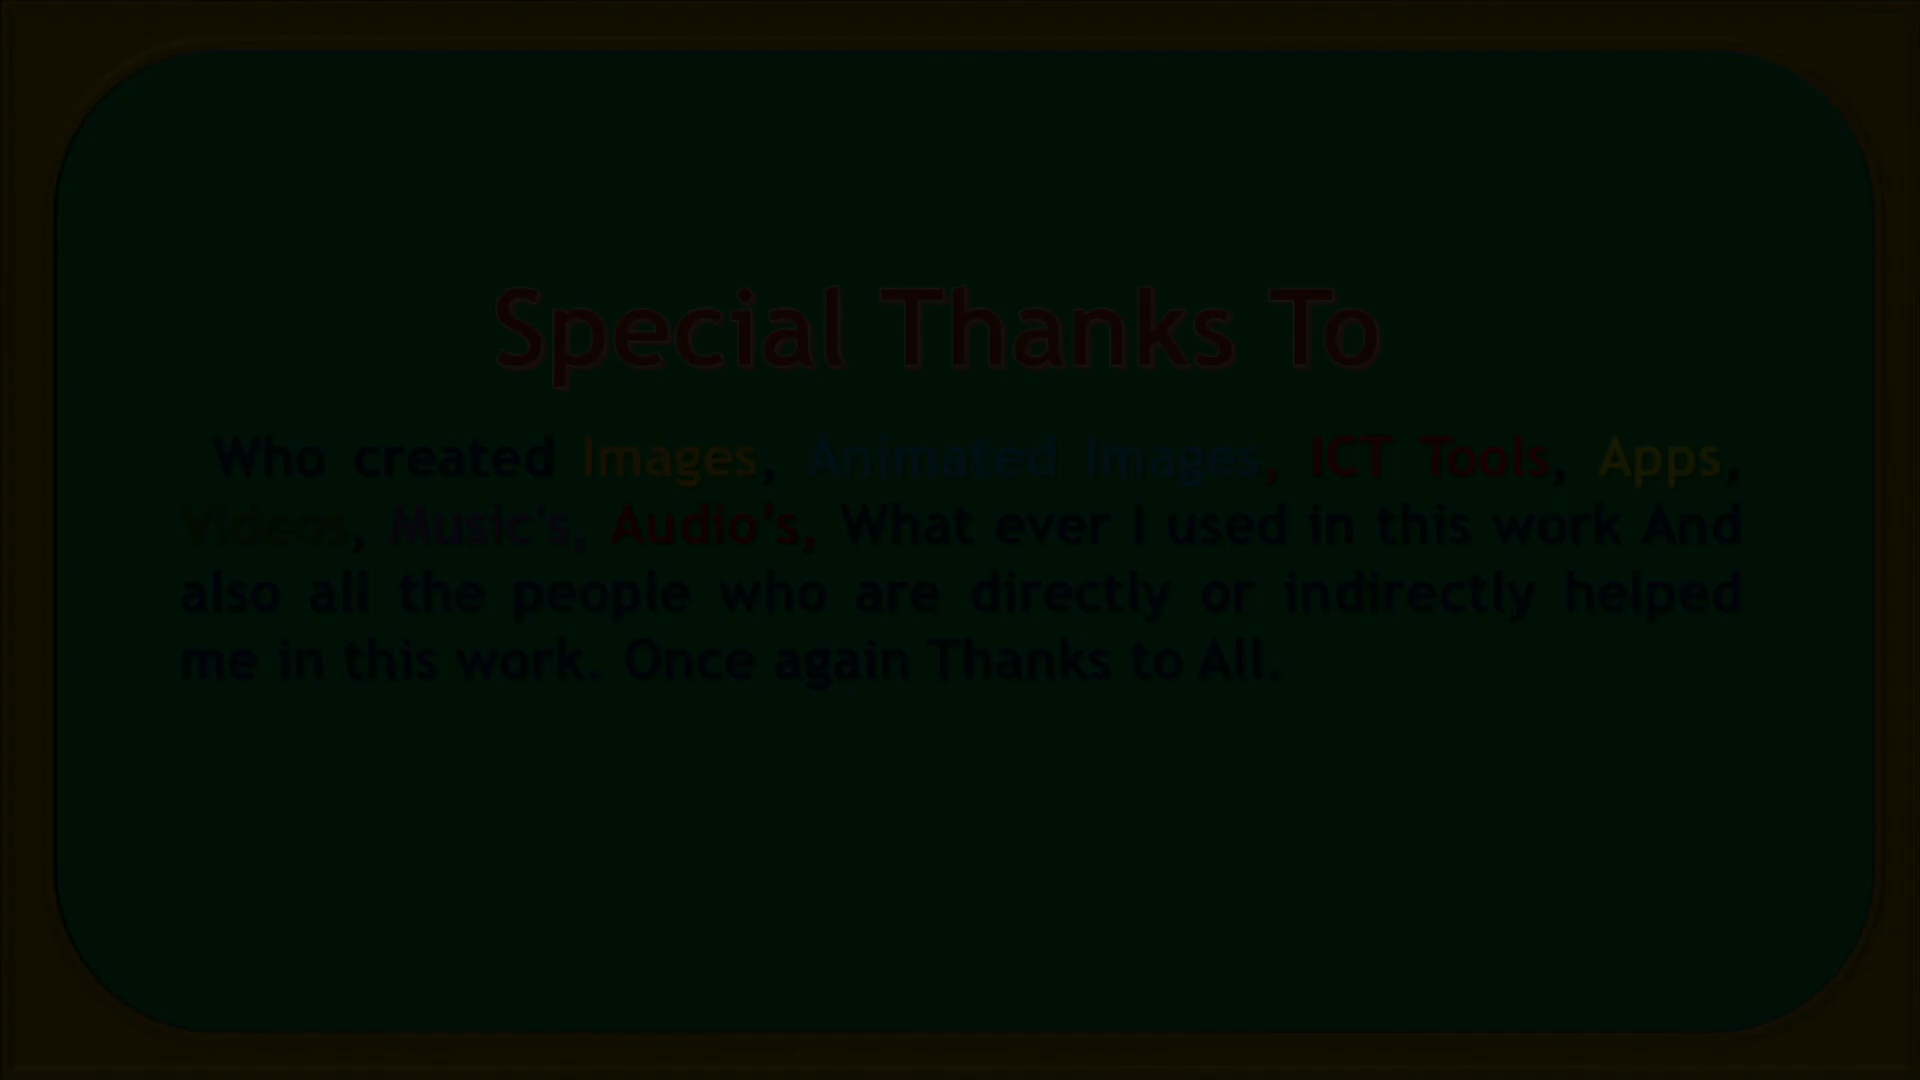 Special Thanks To
Who created Images, Animated Images, ICT Tools, Apps,
Videos, Music's, Audio's, What ever I used in this work And
also all the people who are directly or indirectly helped
me in this work. Once again Thanks to All.